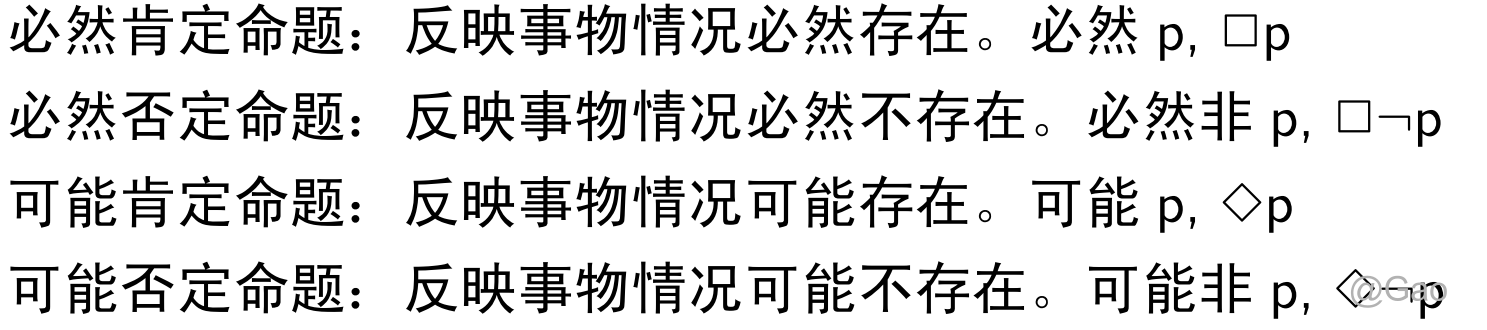 必然肯定命题：反映事物情况必然存在。必然 p, □p
必然否定命题：反映事物情况必然不存在。必然非 p, □¬p
可能肯定命题：反映事物情况可能存在。可能 p, ◇p
可能否定命题：反映事物情况可能不存在。可能非 p, ◇¬p
@Gao